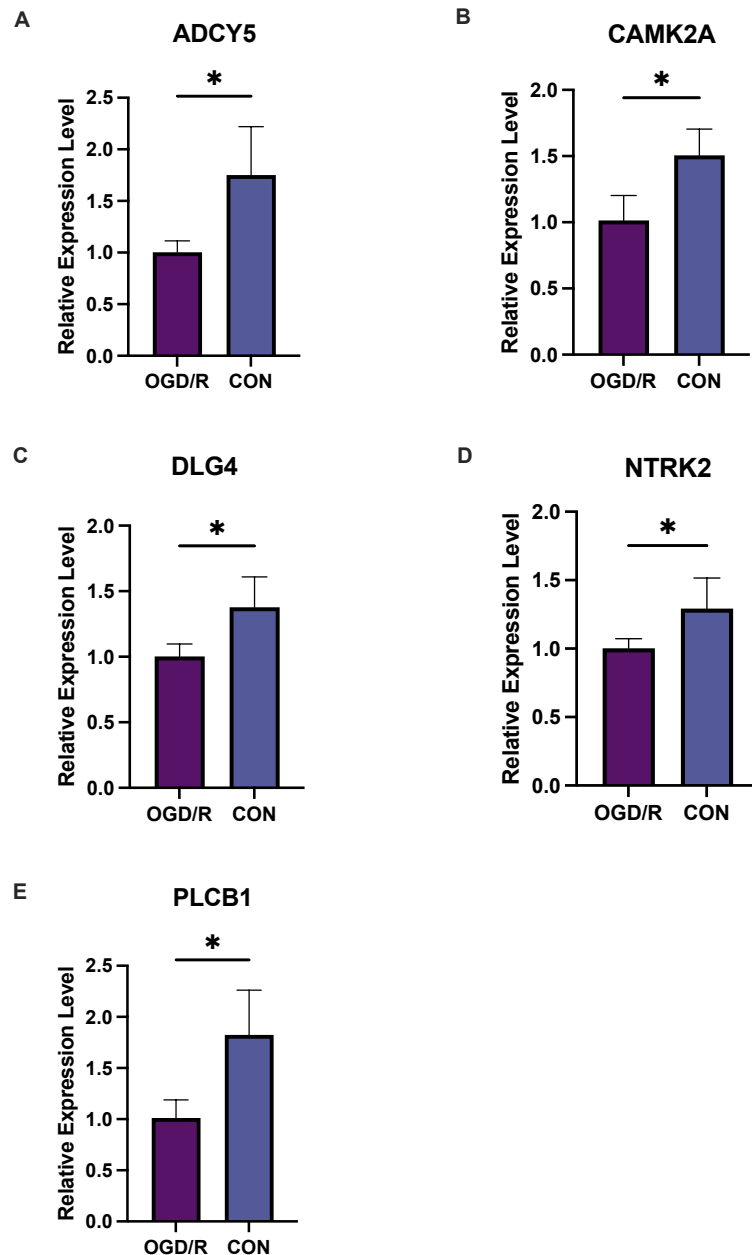 A
ADCY5
*
Relative Expression Level
2.5
2.0
1.5
1.0
0.5
0.0
OGD/R CON
B
CAMK2A
*
Relative Expression Level
2.0
1.5
1.0
0.5
0.0
OGD/R CON
C
DLG4
*
Relative Expression Level
2.0
1.5
1.0
0.5
0.0
OGD/R CON
D
NTRK2
*
Relative Expression Level
2.0
1.5
1.0
0.5
0.0
OGD/R CON
E
PLCB1
*
Relative Expression Level
2.5
2.0
1.5
1.0
0.5
0.0
OGD/R CON